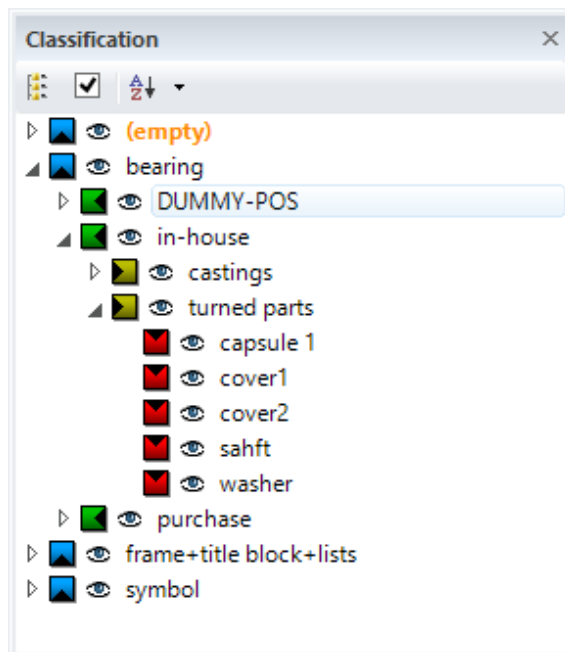 Classification
(empty)
bearing
DUMMY-POS
in-house
castings
turned parts
capsule 1
cover1
cover2
sahft
washer
purchase
frame+title block+lists
symbol